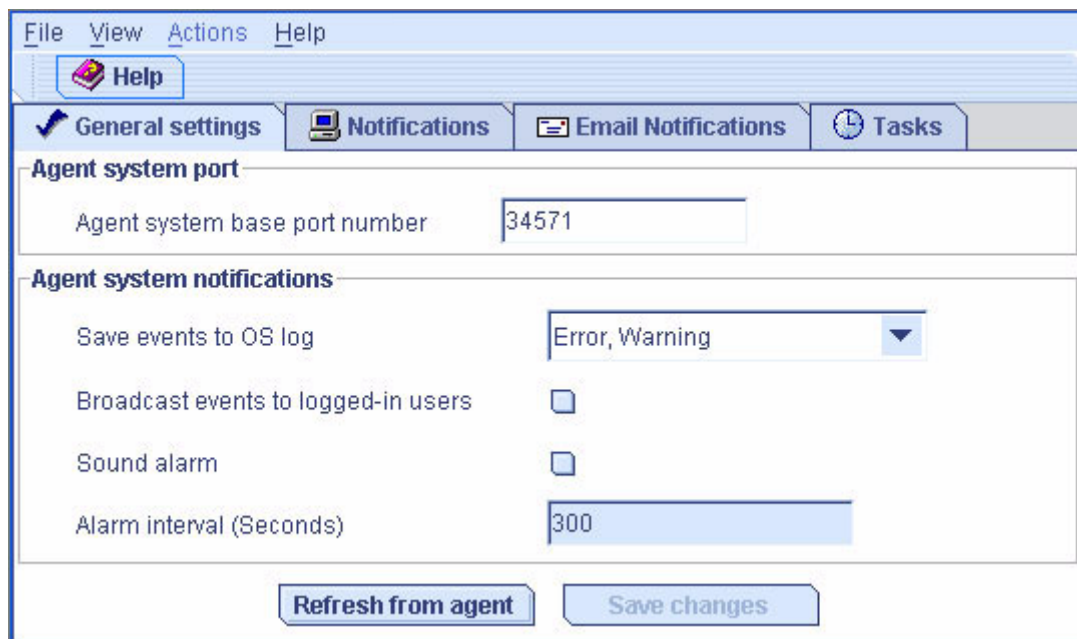 File View Actions Help
Help
General settings Notifications Email Notifications Tasks
Agent system port
Agent system base port number 34571
Agent system notifications
Save events to OS log Error, Warning
Broadcast events to logged-in users
Sound alarm
Alarm interval (Seconds) 300
Refresh from agent Save changes